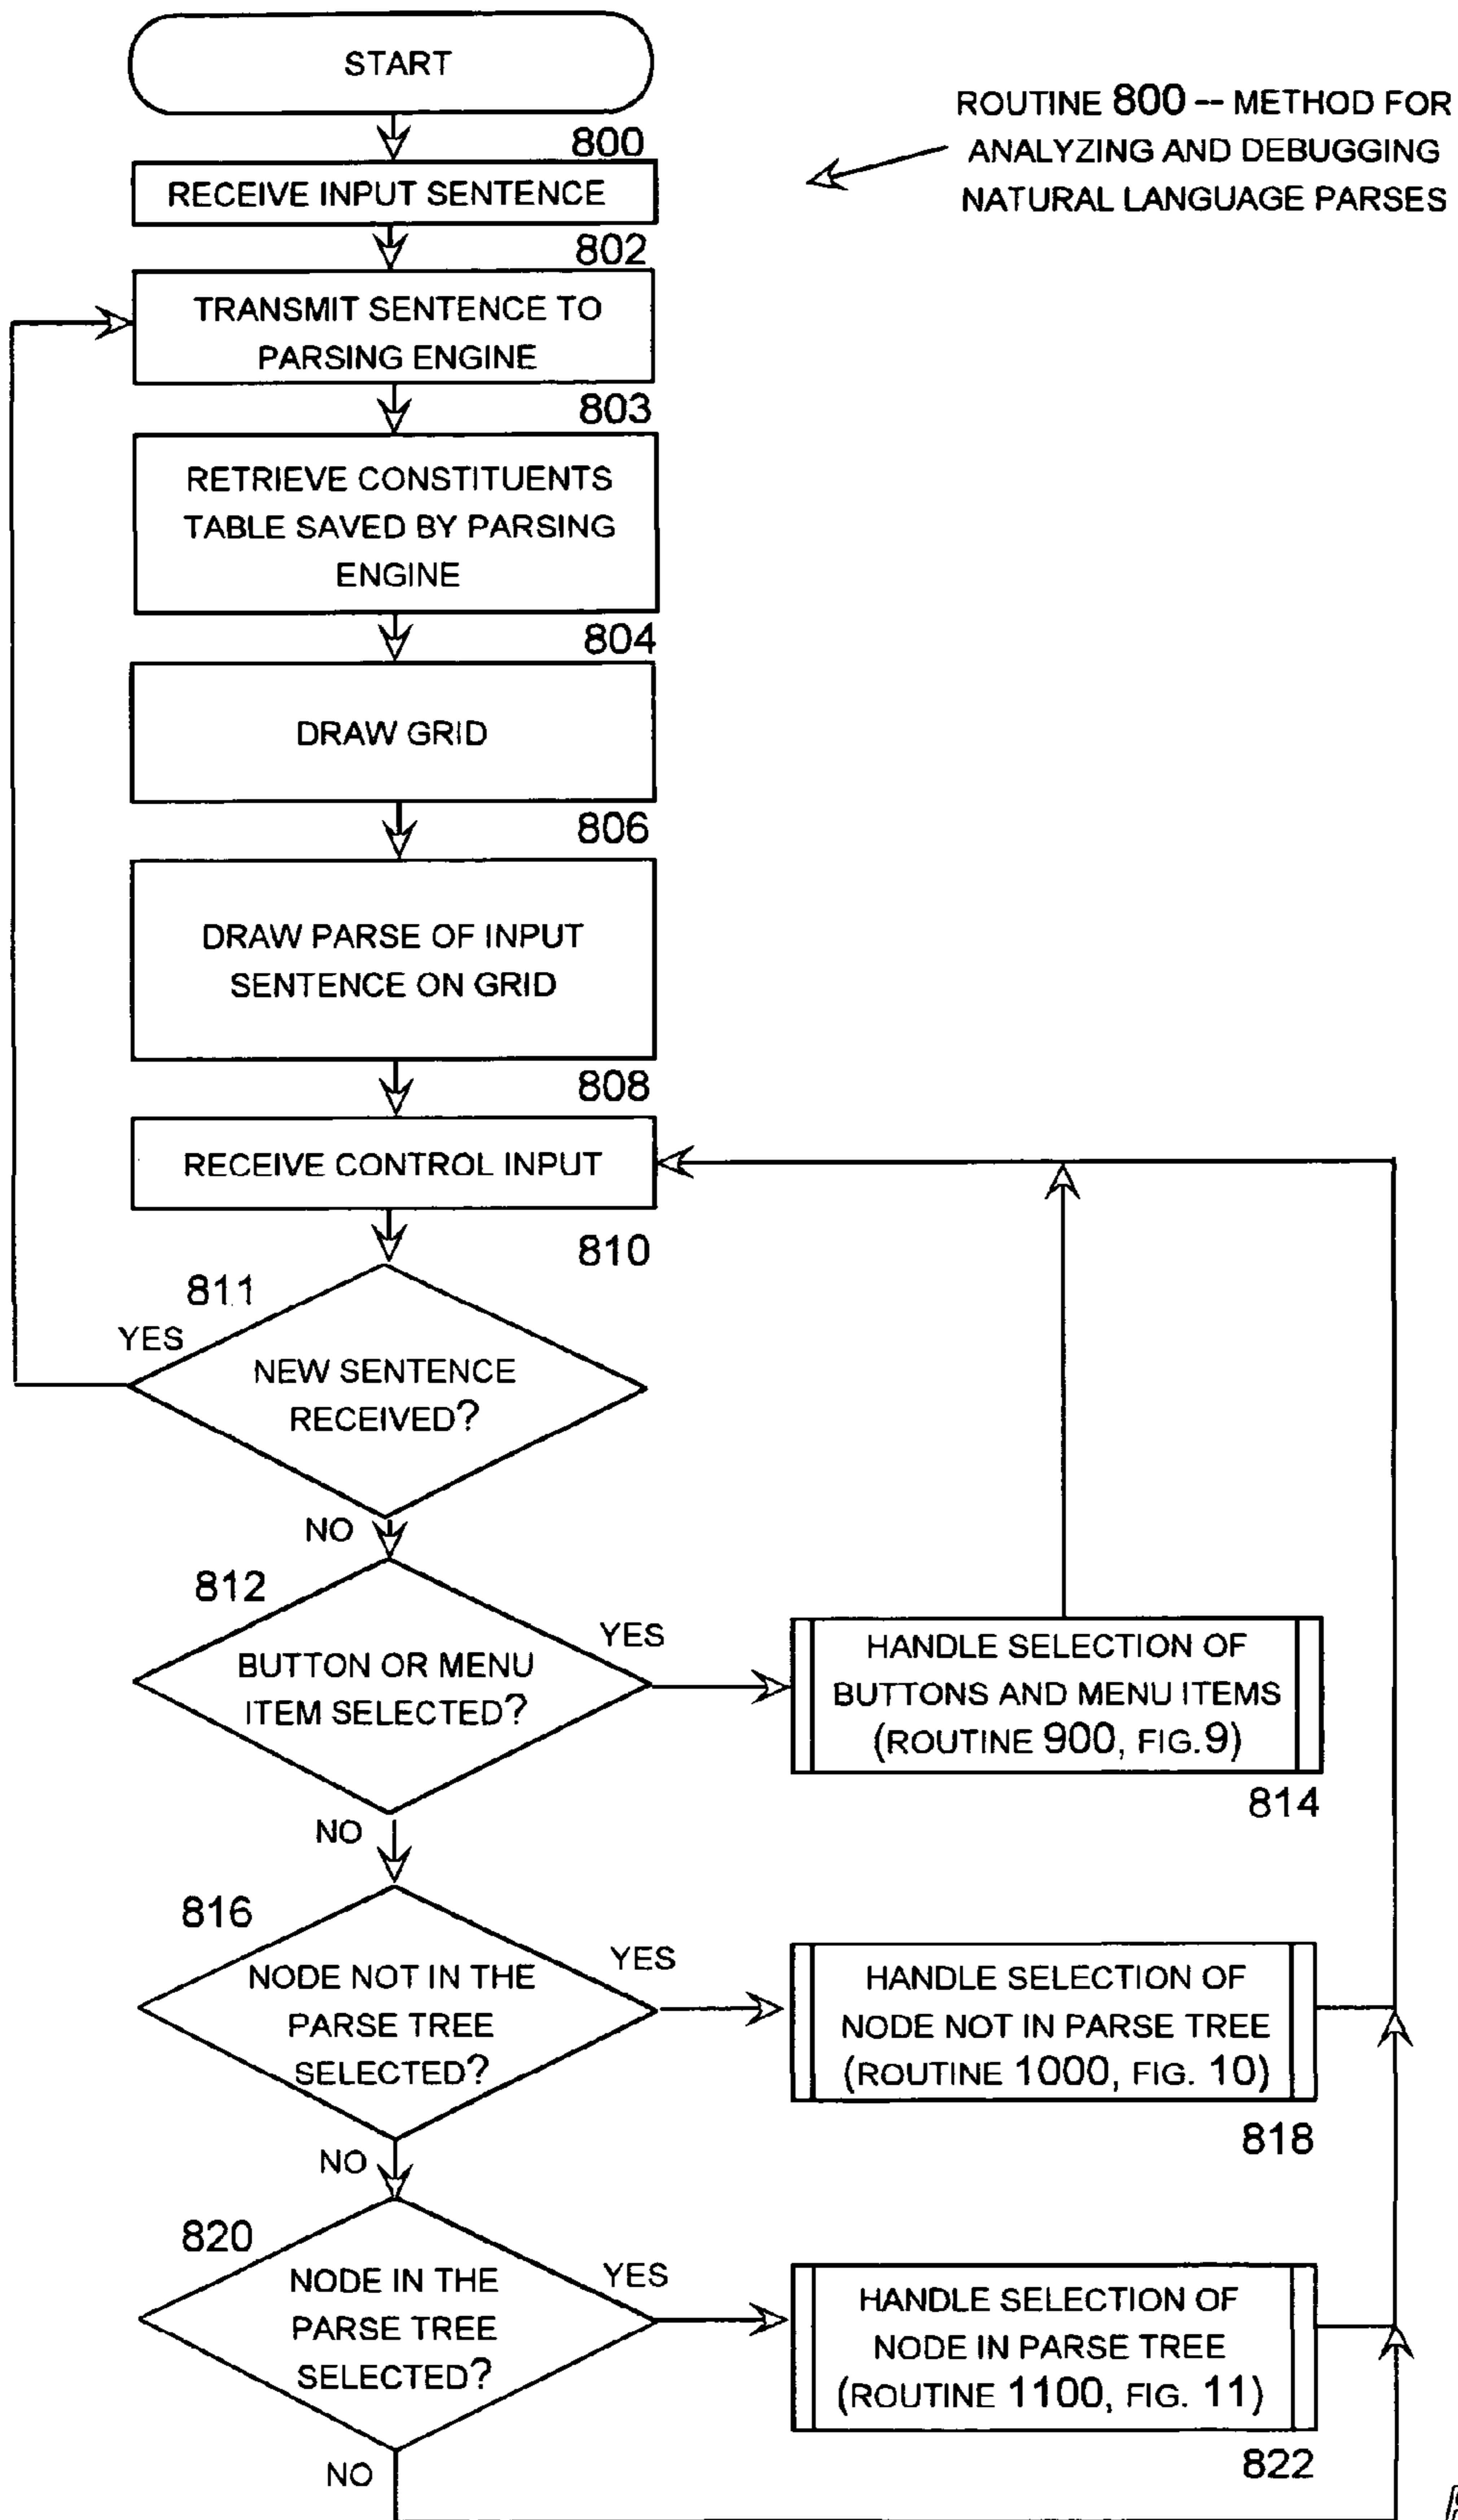 START
ROUTINE 800 -- METHOD FOR
ANALYZING AND DEBUGGING
NATURAL LANGUAGE PARSES
800
RECEIVE INPUT SENTENCE
802
TRANSMIT SENTENCE TO
PARSING ENGINE
803
RETRIEVE CONSTITUENTS
TABLE SAVED BY PARSING
ENGINE
804
DRAW GRID
806
DRAW PARSE OF INPUT
SENTENCE ON GRID
808
RECEIVE CONTROL INPUT
810
811
YES
NEW SENTENCE
RECEIVED?
NO
812
BUTTON OR MENU
ITEM SELECTED?
YES
HANDLE SELECTION OF
BUTTONS AND MENU ITEMS
(ROUTINE 900, FIG.9)
814
NO
816
NODE NOT IN THE
PARSE TREE
SELECTED?
YES
HANDLE SELECTION OF
NODE NOT IN PARSE TREE
(ROUTINE 1000, FIG. 10)
818
NO
820
NODE IN THE
PARSE TREE
SELECTED?
YES
HANDLE SELECTION OF
NODE IN PARSE TREE
(ROUTINE 1100, FIG. 11)
822
NO